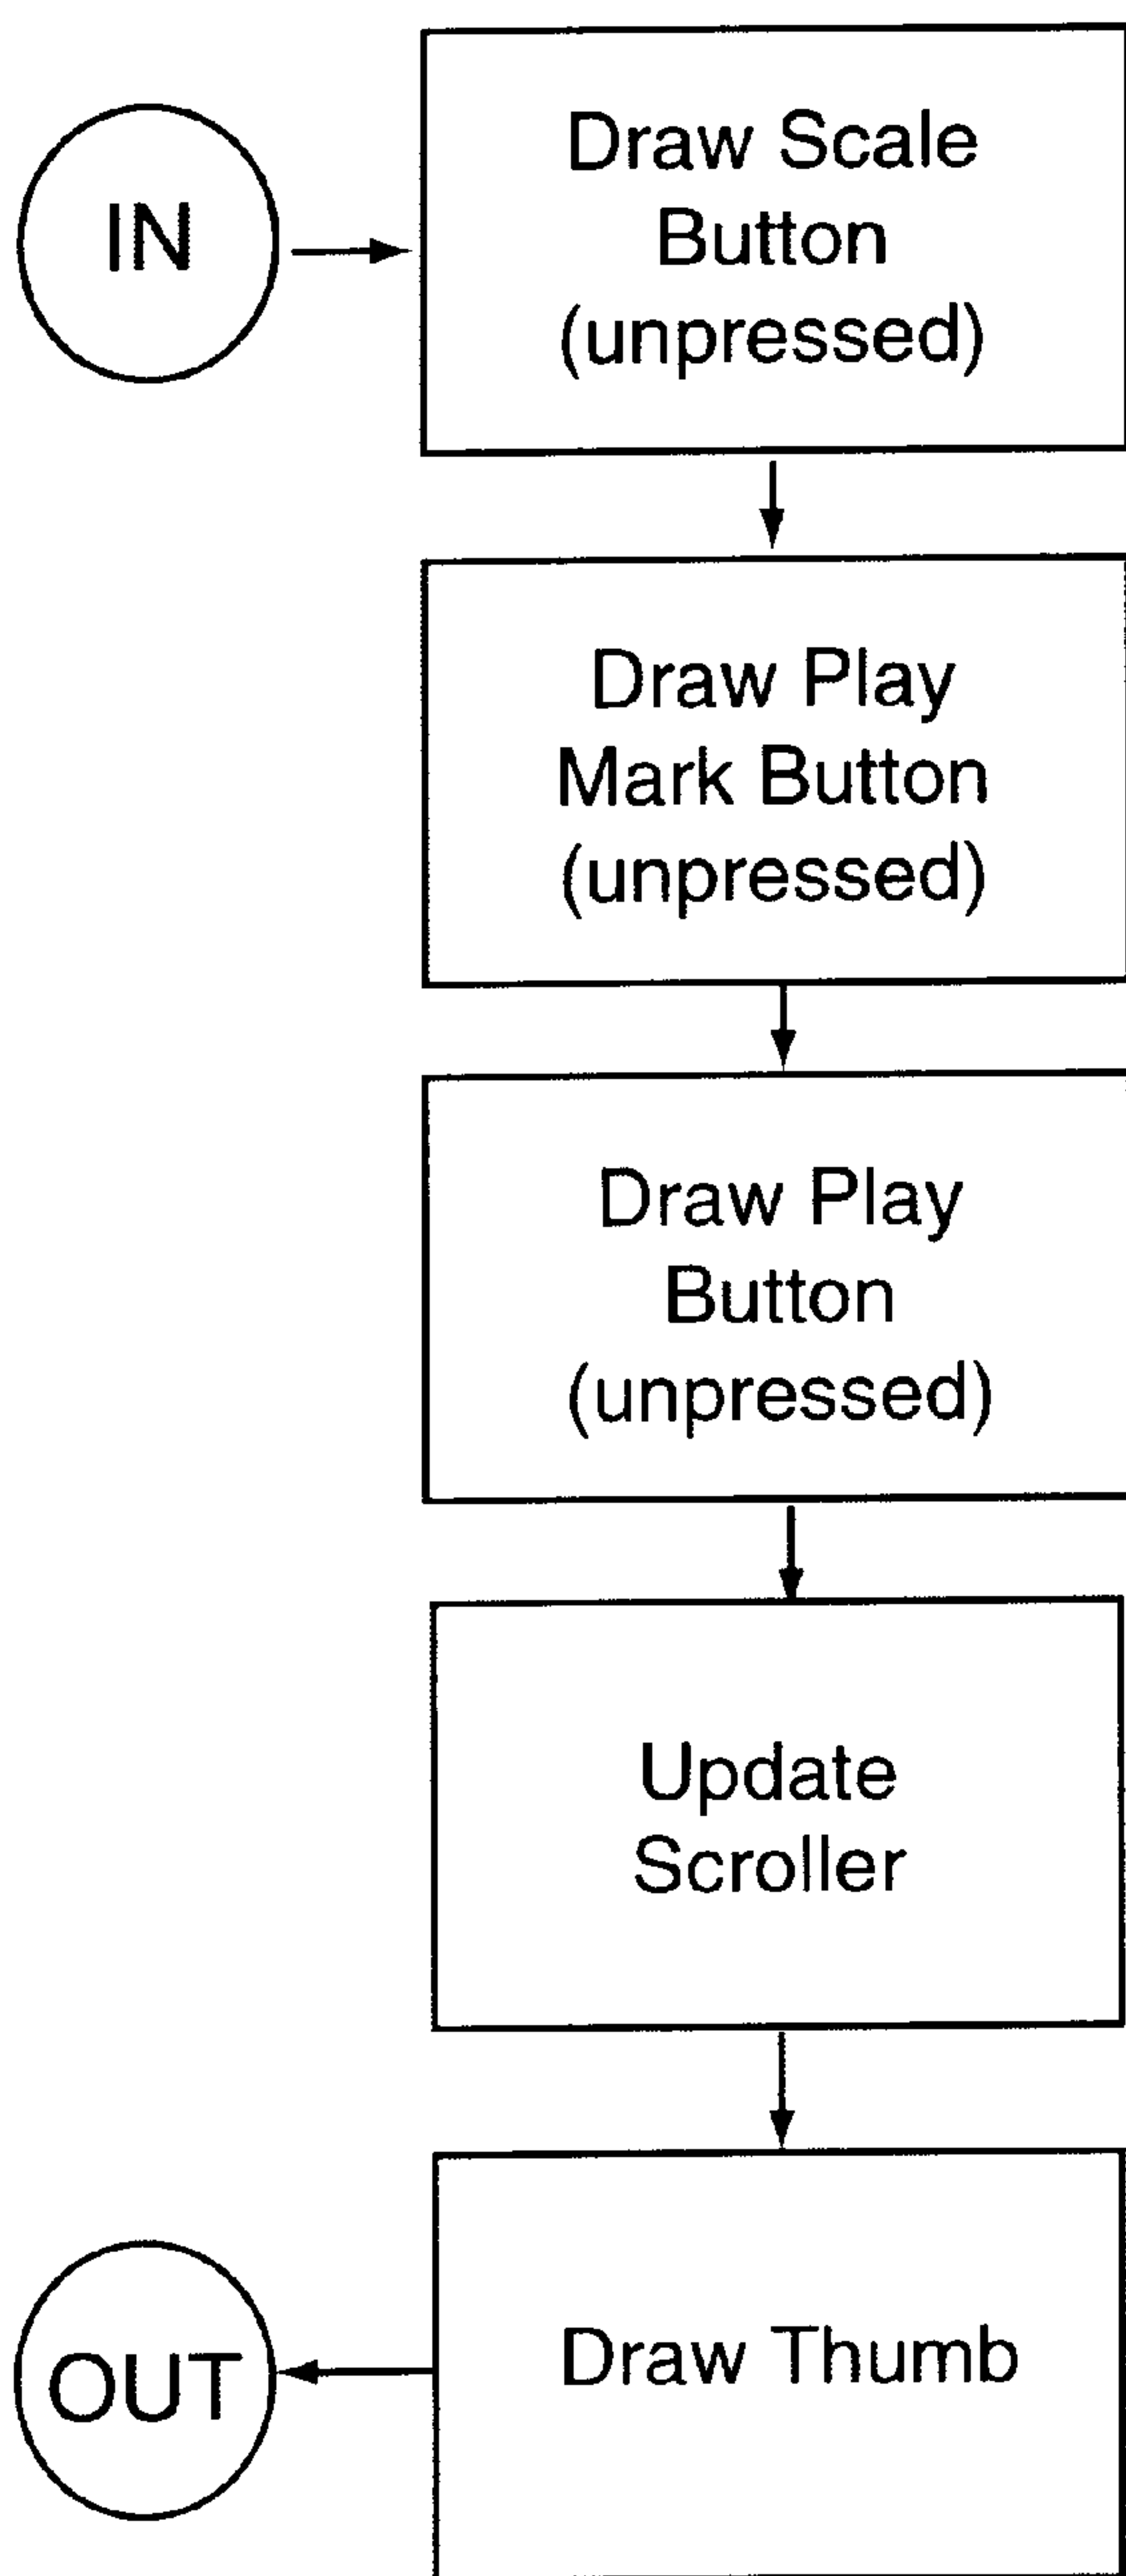 IN
Draw Scale
Button
(unpressed)
Draw Play
Mark Button
(unpressed)
Draw Play
Button
(unpressed)
Update
Scroller
Draw Thumb
OUT